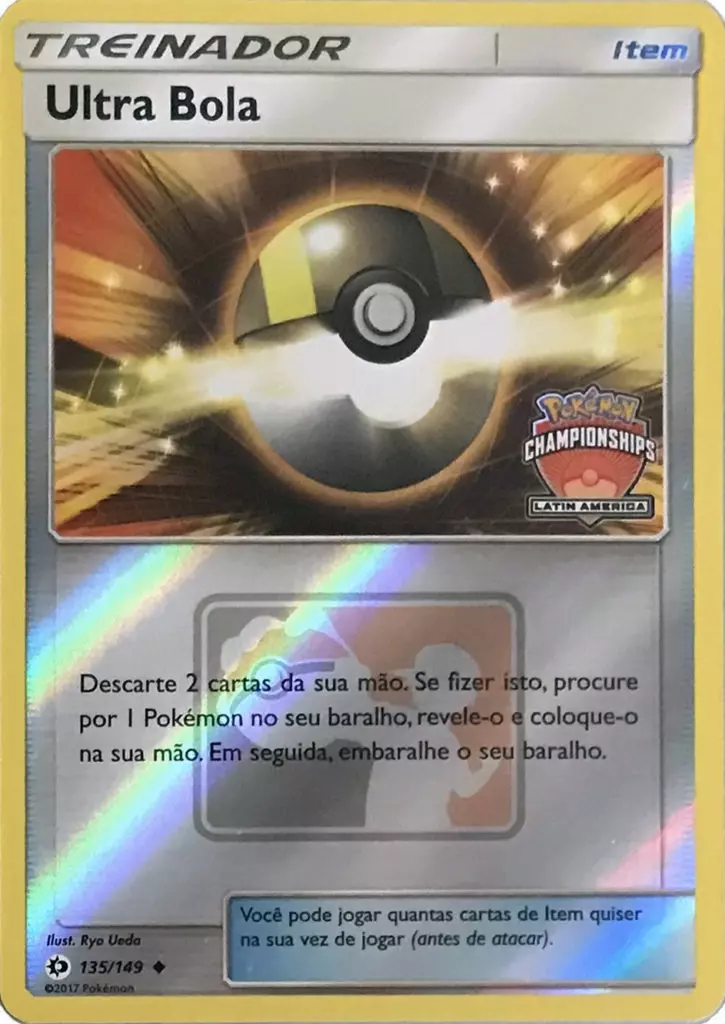 TREINADOR Item
Ultra Bola
Pokémon
CHAMPIONSHIPS
LATIN AMERICA
Descarte 2 cartas da sua mão. Se fizer isto, procure
por 1 Pokémon no seu baralho, revele-o e coloque-o
na sua mão. Em seguida, embaralhe o seu baralho.
Você pode jogar quantas cartas de Item quiser
na sua vez de jogar (antes de atacar).
Ilust. Ryo Ueda
135/149
©2017 Pokémon